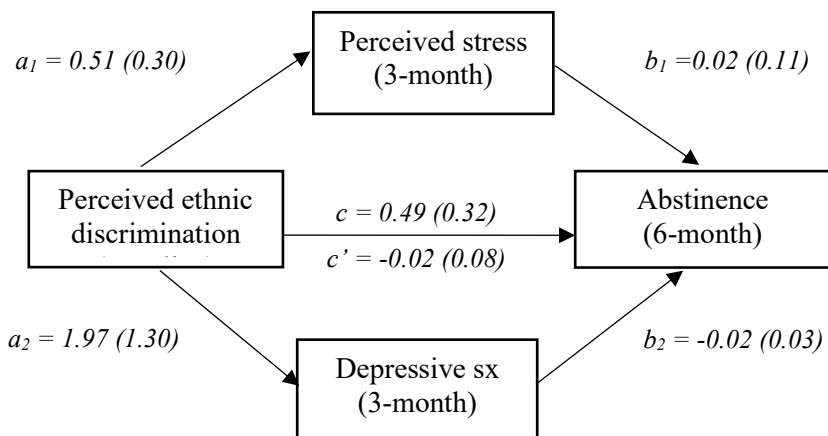 Perceived stress
(3-month)
a₁ = 0.51 (0.30)
b₁ =0.02 (0.11)
Perceived ethnic
discrimination
c = 0.49 (0.32)
c’ = -0.02 (0.08)
Abstinence
(6-month)
a₂ = 1.97 (1.30)
b₂ = -0.02 (0.03)
Depressive sx
(3-month)